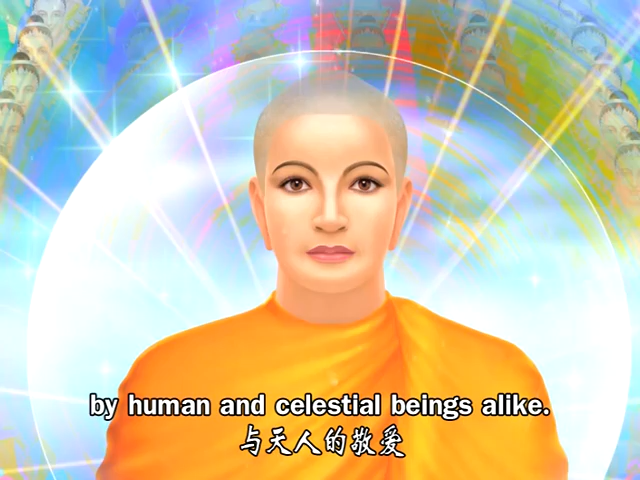 by human and celestial beings alike.
与天人的敬爱